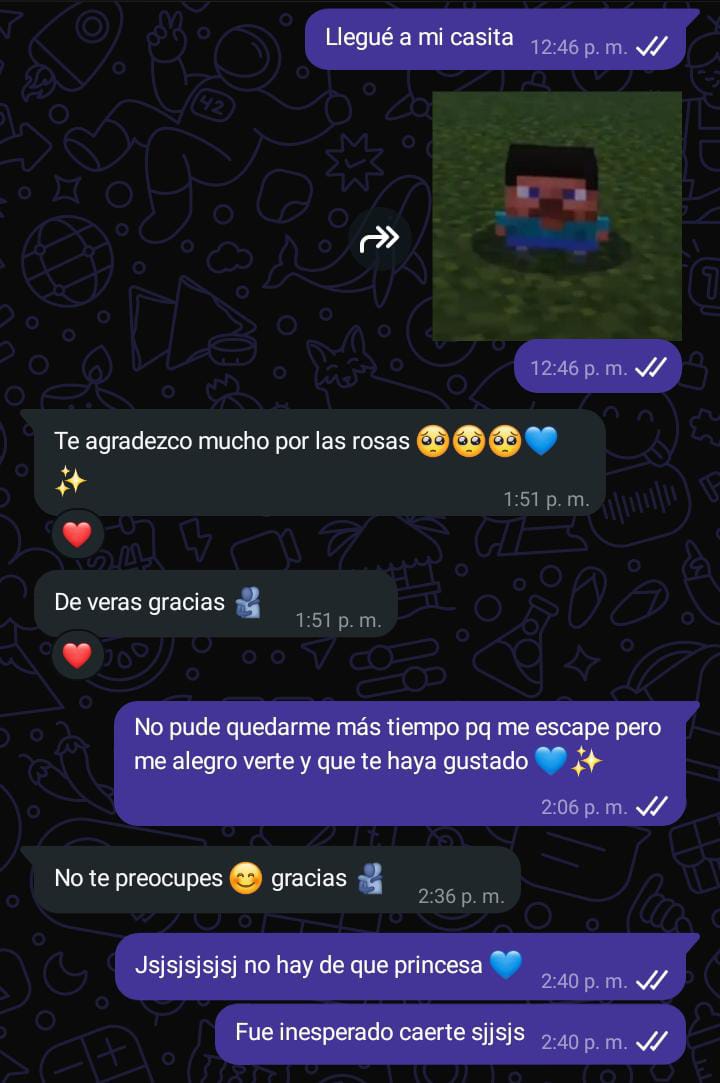 Llegué a mi casita 12:46 p. m.
12:46 p. m.
Te agradezco mucho por las rosas 🥺🥺🥺💙
✨
1:51 p. m.
❤️
De veras gracias 🫂 1:51 p. m.
❤️
No pude quedarme más tiempo pq me escape pero
me alegro verte y que te haya gustado 💙✨
2:06 p. m.
No te preocupes 😊 gracias 🫂 2:36 p. m.
Jsjsjsjsjsj no hay de que princesa 💙 2:40 p. m.
Fue inesperado caerte sjjsjs 2:40 p. m.